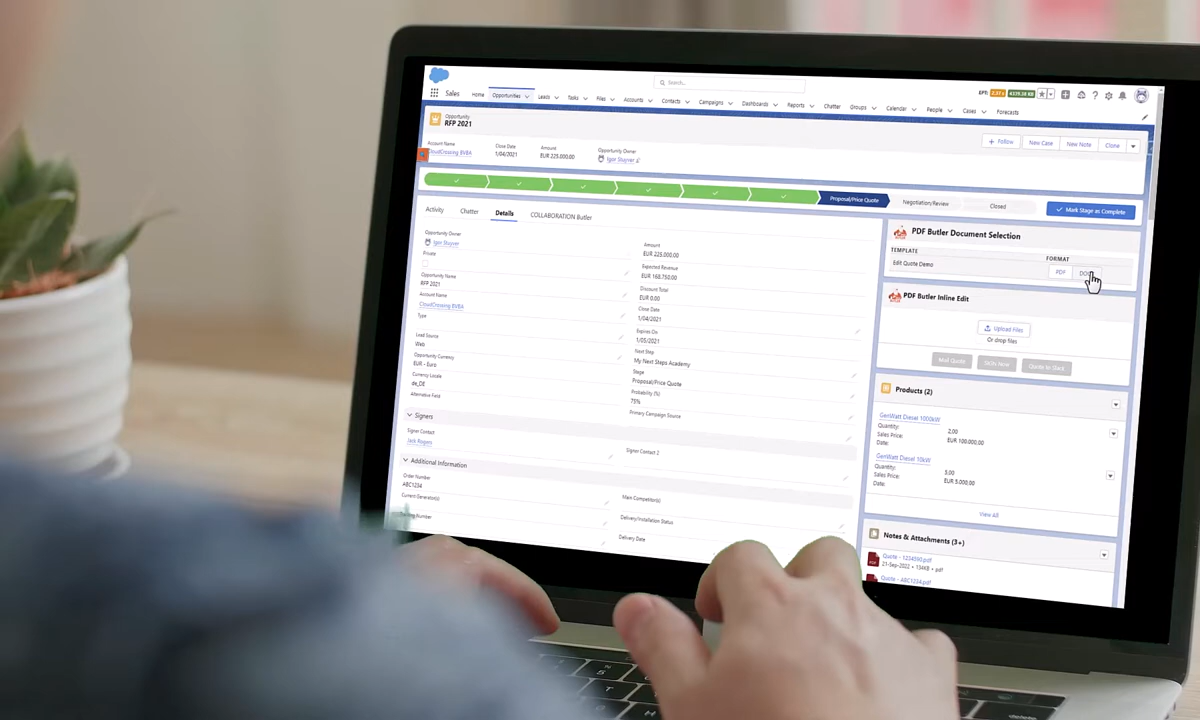 Search...
Sales Home Opportunities Leads Tasks Files Accounts Contacts Campaigns Dashboards Reports Chatter Groups Calendar People Cases Forecasts
Opportunity
RFP 2021
+ Follow New Case New Note Clone
Account Name Close Date Amount Opportunity Owner
CloudCrossing BVBA 1/04/2021 EUR 225.000,00 Igor Stuyver
Proposal/Price Quote Negotiation/Review Closed Mark Stage as Complete
Activity Chatter Details COLLABORATION Butler
Opportunity Owner
Igor Stuyver
Private
Opportunity Name
RFP 2021
Account Name
CloudCrossing BVBA
Type
Lead Source
Web
Opportunity Currency
EUR - Euro
Currency Locale
de_DE
Alternative Field
Amount
EUR 225.000,00
Expected Revenue
EUR 168.750,00
Discount Total
EUR 0,00
Close Date
1/04/2021
Expires On
1/05/2021
Next Step
My Next Steps Academy
Stage
Proposal/Price Quote
Probability (%)
75%
Primary Campaign Source
Signers
Signer Contact
Jack Rogers
Signer Contact 2
Additional Information
Order Number
ABC1234
Current Generator(s)
Tracking Number
Main Competitor(s)
Delivery/Installation Status
Delivery Date
PDF Butler Document Selection
TEMPLATE FORMAT
Edit Quote Demo PDF
PDF Butler Inline Edit
Upload Files
Or drop files
Mail Quote Quote to Slack
Products (2)
GenWatt Diesel 1000kW
Quantity: 2,00
Sales Price: EUR 100.000,00
Date:
GenWatt Diesel 10kW
Quantity: 5,00
Sales Price: EUR 5.000,00
Date:
View All
Notes & Attachments (3+)
PDF
Quote - 1234590.pdf
21-Sep-2022 • 134KB • pdf
Quote - ABC1234.pdf